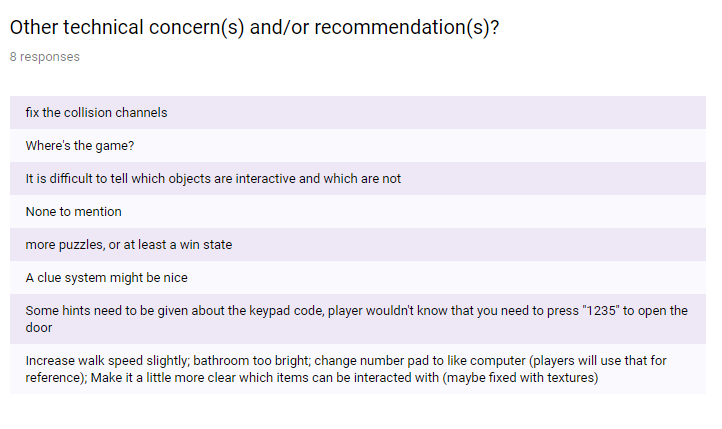 Other technical concern(s) and/or recommendation(s)?
8 responses
fix the collision channels
Where's the game?
It is difficult to tell which objects are interactive and which are not
None to mention
more puzzles, or at least a win state
A clue system might be nice
Some hints need to be given about the keypad code, player wouldn't know that you need to press "1235" to open the
door
Increase walk speed slightly; bathroom too bright; change number pad to like computer (players will use that for
reference); Make it a little more clear which items can be interacted with (maybe fixed with textures)